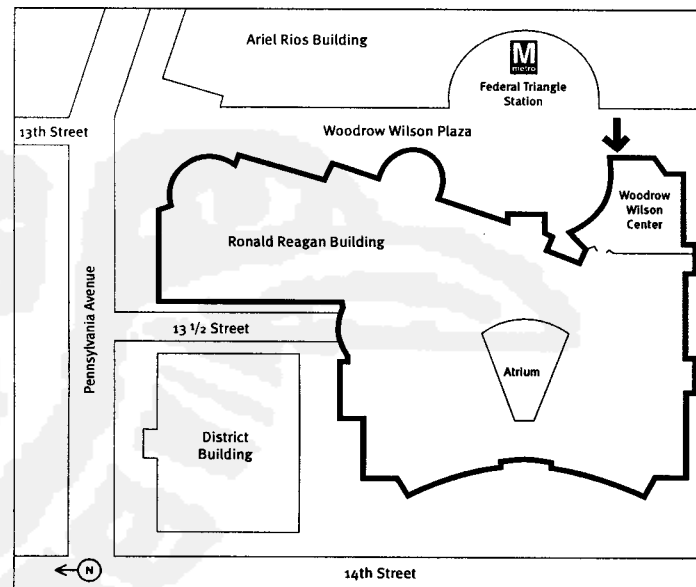 Ariel Rios Building
M
metro
Federal Triangle
Station
13th Street
Woodrow Wilson Plaza
Woodrow
Wilson
Center
Ronald Reagan Building
Pennsylvania Avenue
13 1/2 Street
Atrium
District
Building
N
14th Street